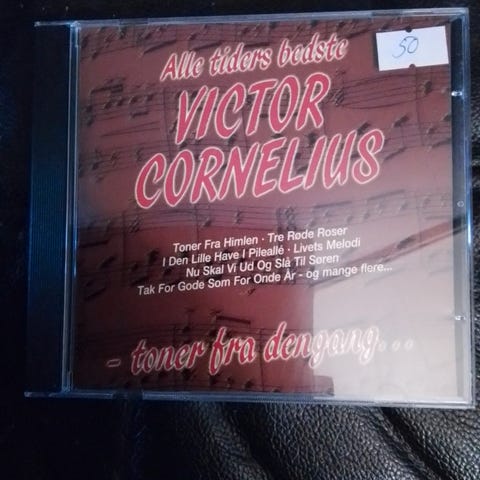 50
Alle tiders bedste
VICTOR
CORNELIUS
Toner Fra Himlen · Tre Røde Roser
I Den Lille Have I Pileallé · Livets Melodi
Nu Skal Vi Ud Og Slå Til Søren
Tak For Gode Som For Onde År - og mange flere...
- toner fra dengang...